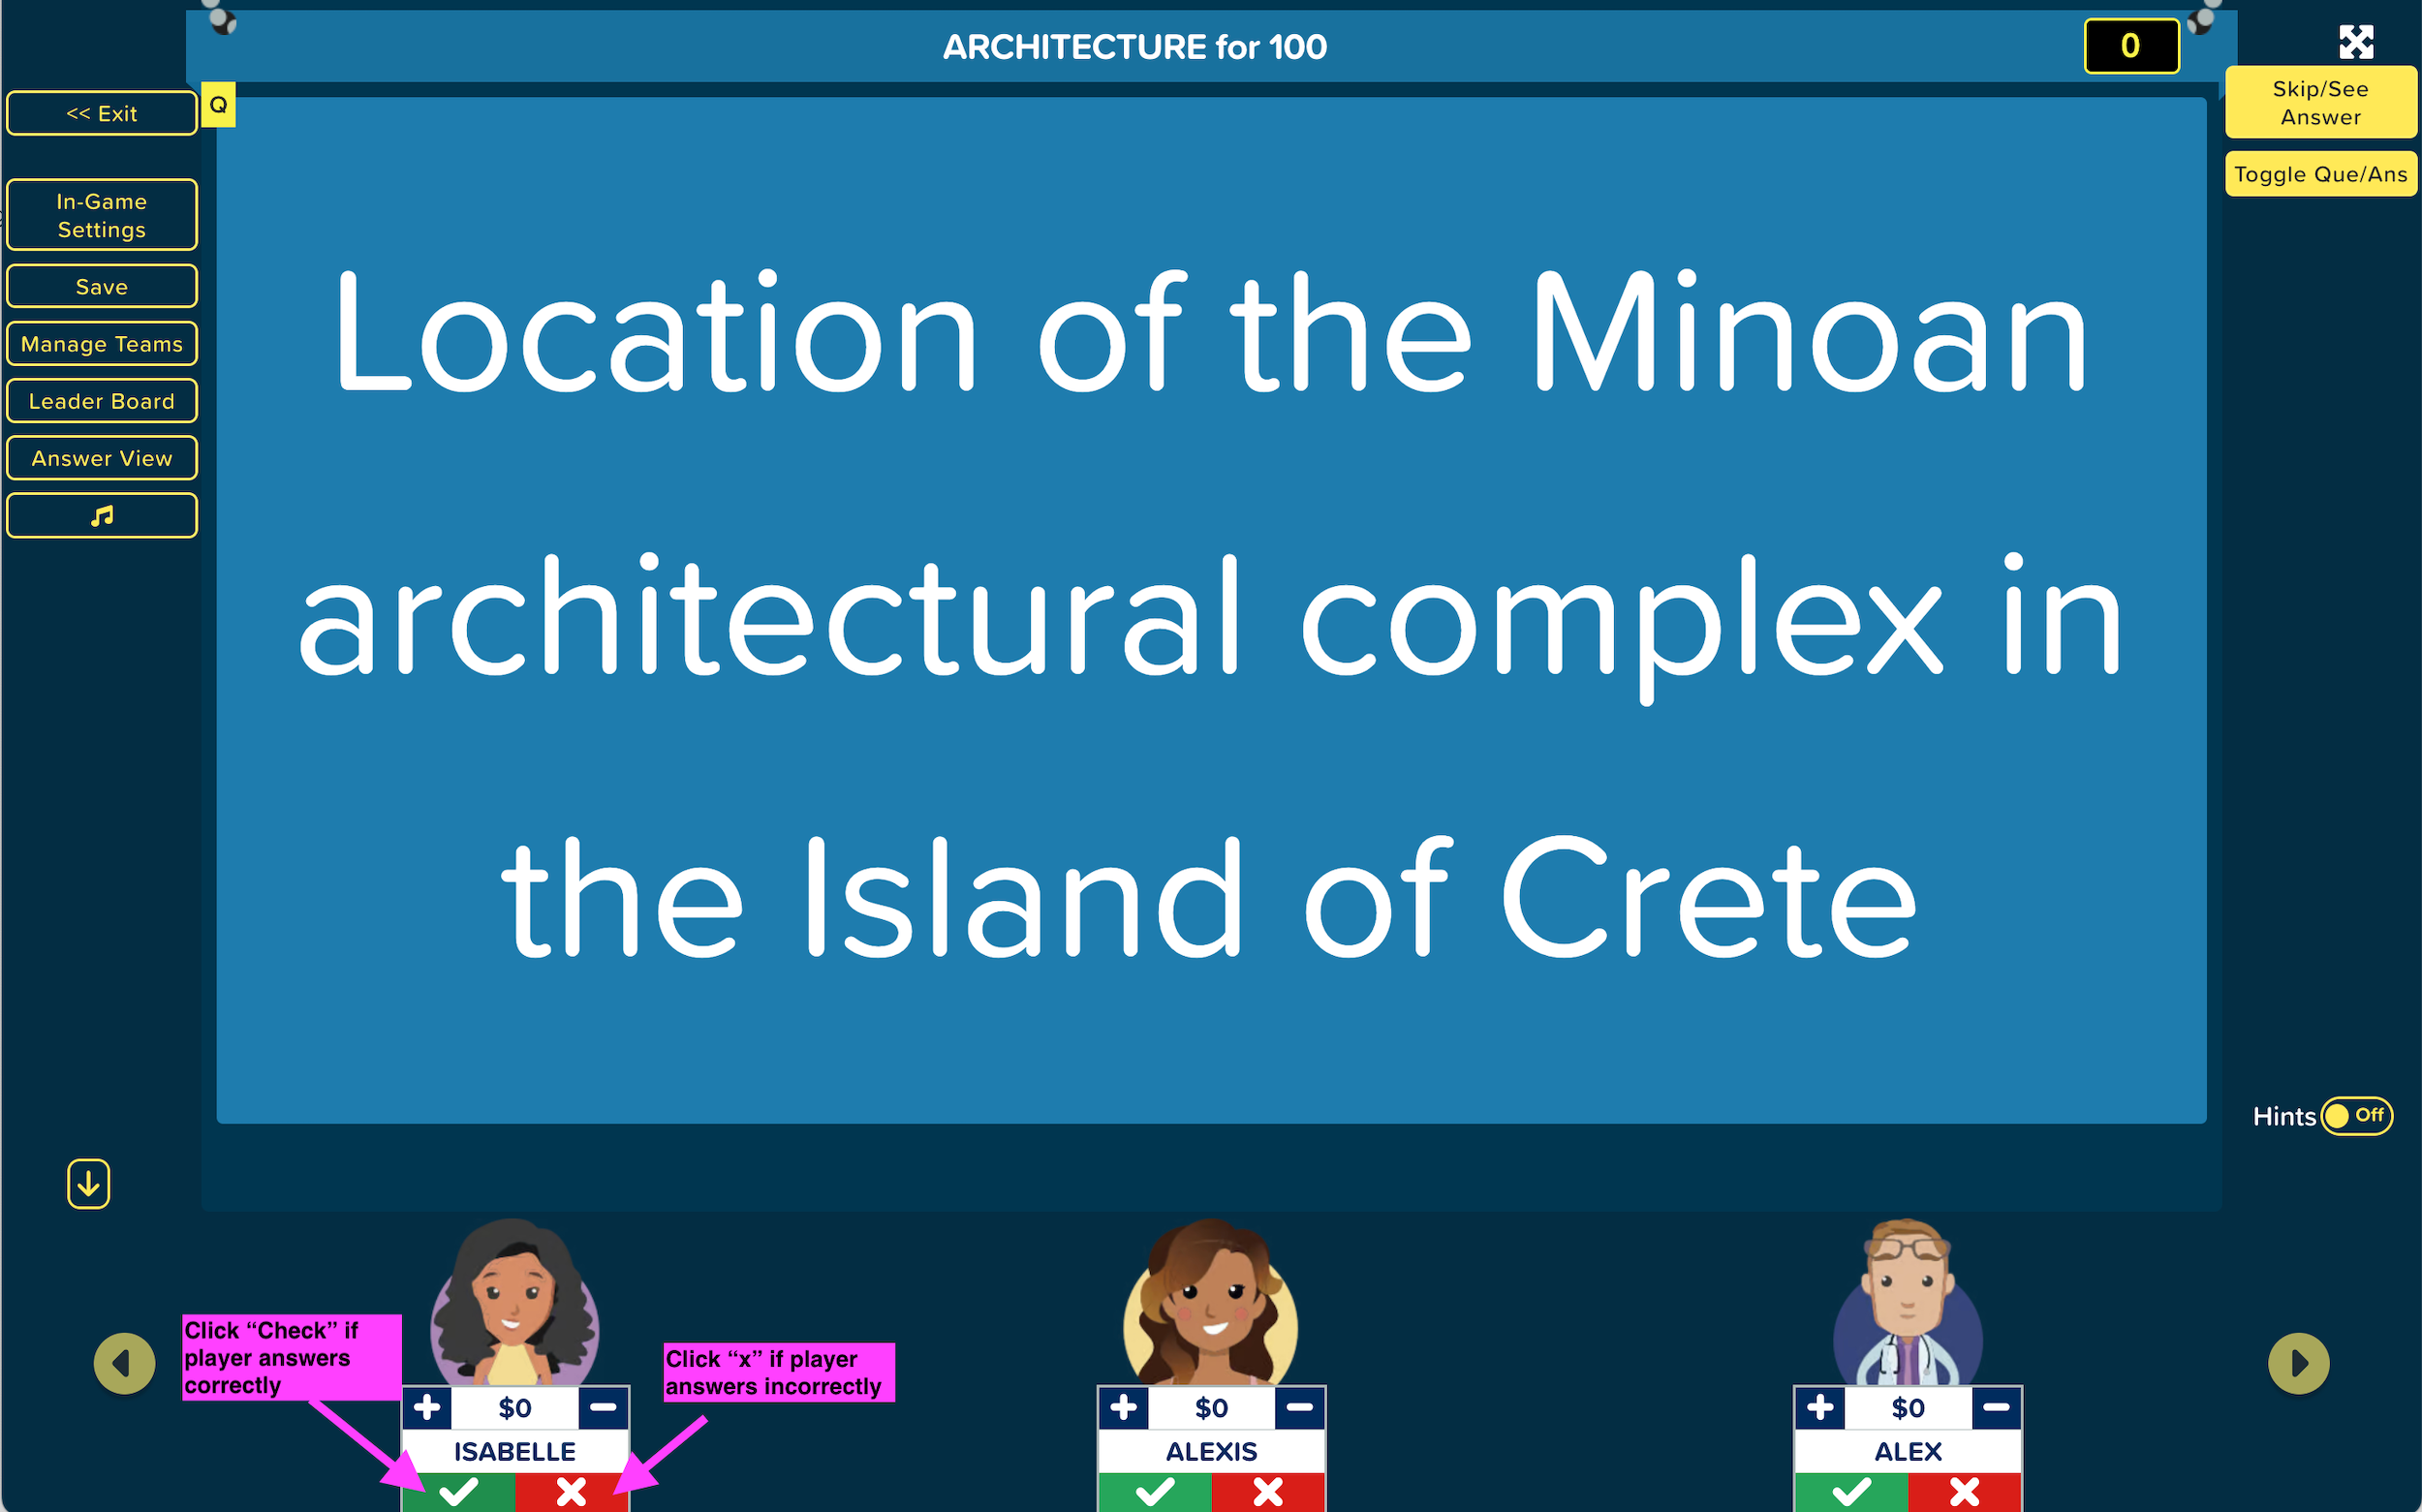 ARCHITECTURE for 100
0
<< Exit
Q
Skip/See
Answer
Toggle Que/Ans
In-Game
Settings
Save
Manage Teams
Leader Board
Answer View
Location of the Minoan
architectural complex in
the Island of Crete
Hints
Off
Click “Check” if
player answers
correctly
Click “x” if player
answers incorrectly
$0
ISABELLE
$0
ALEXIS
$0
ALEX